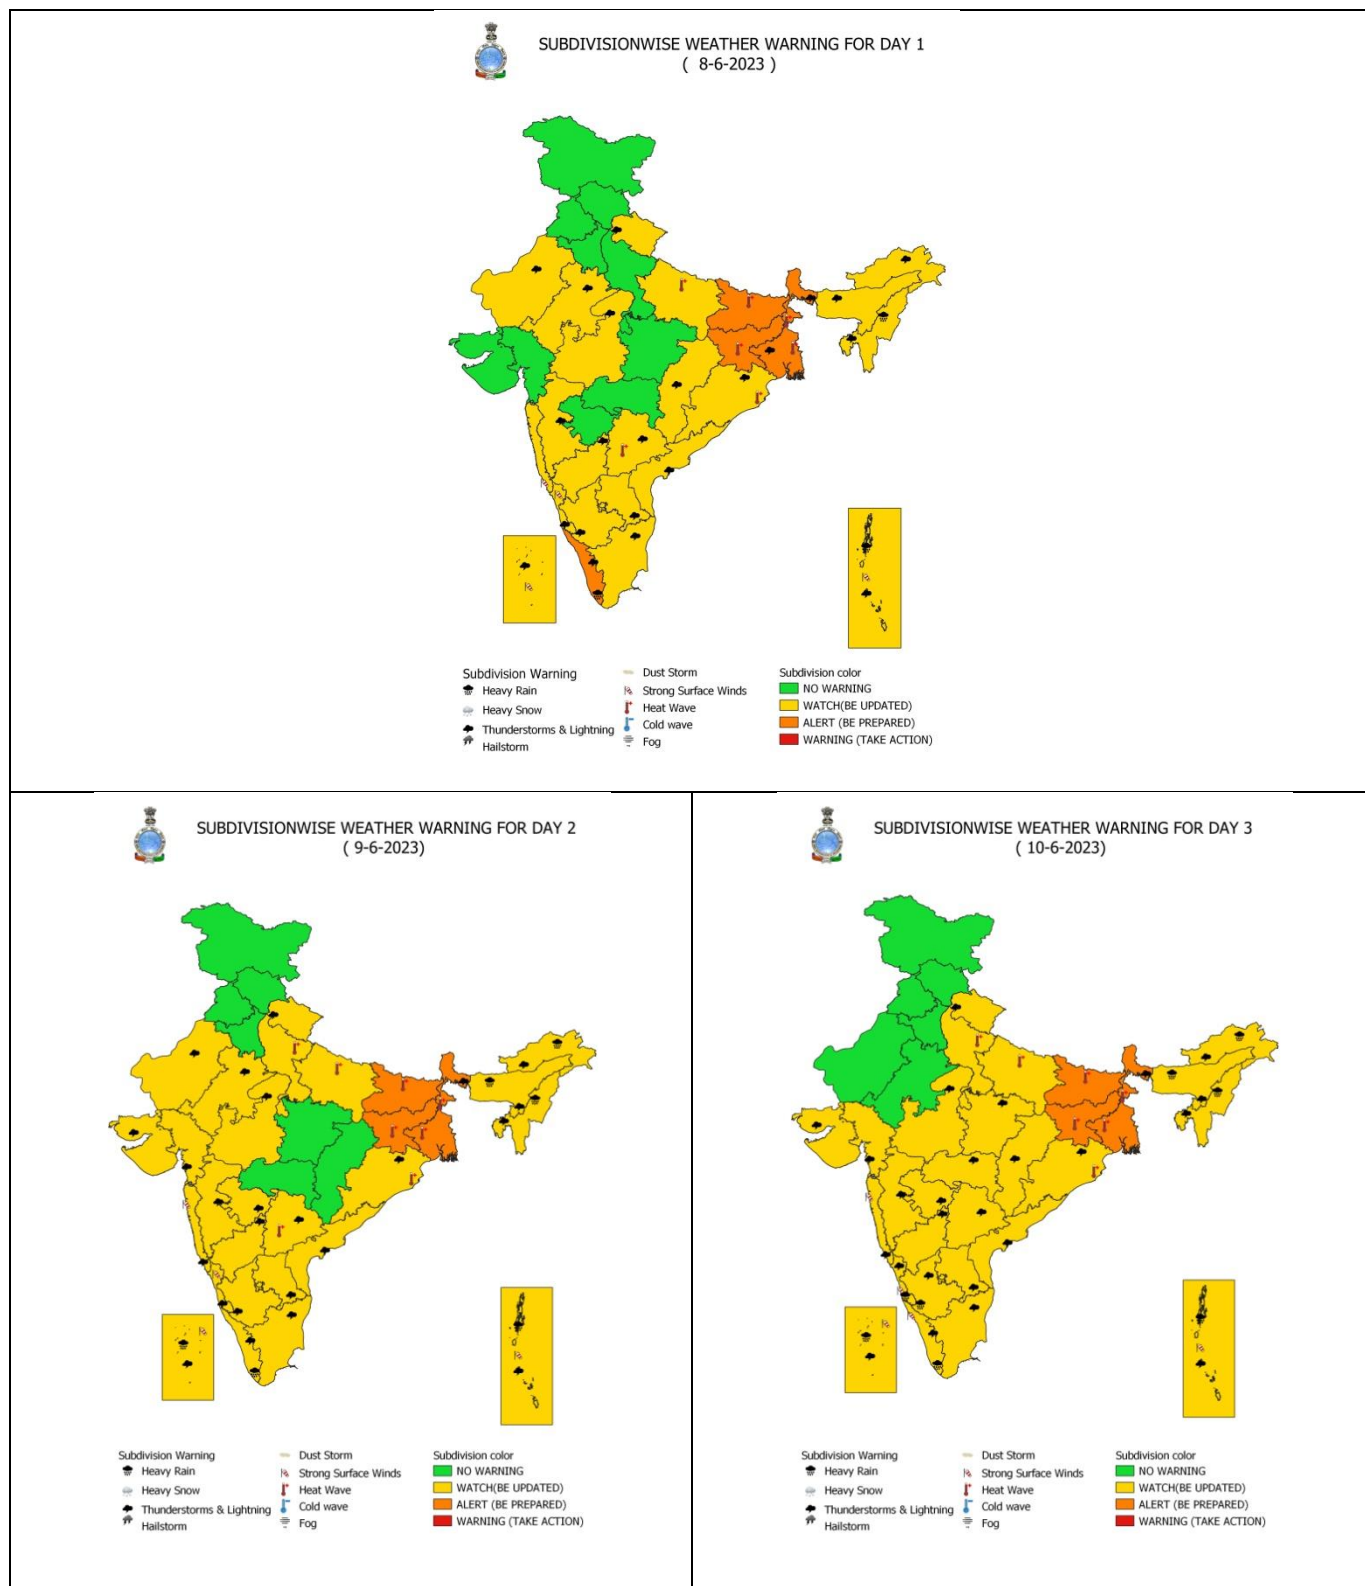 SUBDIVISIONWISE WEATHER WARNING FOR DAY 1
( 8-6-2023 )
Subdivision Warning
Heavy Rain
Heavy Snow
Thunderstorms & Lightning
Hailstorm
Dust Storm
Strong Surface Winds
Heat Wave
Cold wave
Fog
Subdivision color
NO WARNING
WATCH(BE UPDATED)
ALERT (BE PREPARED)
WARNING (TAKE ACTION)
SUBDIVISIONWISE WEATHER WARNING FOR DAY 2
( 9-6-2023)
Subdivision Warning
Heavy Rain
Heavy Snow
Thunderstorms & Lightning
Hailstorm
Dust Storm
Strong Surface Winds
Heat Wave
Cold wave
Fog
Subdivision color
NO WARNING
WATCH(BE UPDATED)
ALERT (BE PREPARED)
WARNING (TAKE ACTION)
SUBDIVISIONWISE WEATHER WARNING FOR DAY 3
( 10-6-2023)
Subdivision Warning
Heavy Rain
Heavy Snow
Thunderstorms & Lightning
Hailstorm
Dust Storm
Strong Surface Winds
Heat Wave
Cold wave
Fog
Subdivision color
NO WARNING
WATCH(BE UPDATED)
ALERT (BE PREPARED)
WARNING (TAKE ACTION)